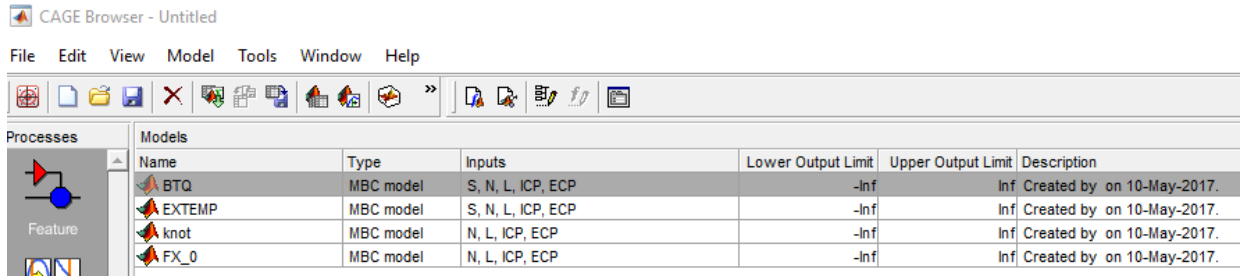 CAGE Browser - Untitled
File Edit View Model Tools Window Help
»
Processes Models
Name Type Inputs Lower Output Limit Upper Output Limit Description
BTQ MBC model S, N, L, ICP, ECP -Inf Inf Created by on 10-May-2017.
EXTEMP MBC model S, N, L, ICP, ECP -Inf Inf Created by on 10-May-2017.
knot MBC model N, L, ICP, ECP -Inf Inf Created by on 10-May-2017.
Feature
FX_0 MBC model N, L, ICP, ECP -Inf Inf Created by on 10-May-2017.